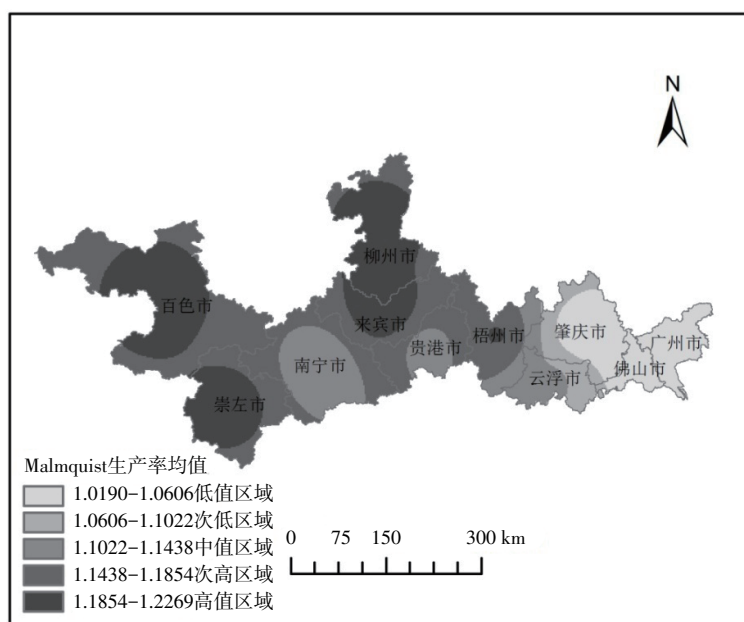 N
柳州市
百色市
来宾市
梧州市
肇庆市
广州市
贵港市
南宁市
佛山市
云浮市
崇左市
Malmquist生产率均值
1.0190-1.0606低值区域
1.0606-1.1022次低区域
1.1022-1.1438中值区域
1.1438-1.1854次高区域
1.1854-1.2269高值区域
0 75 150 300 km